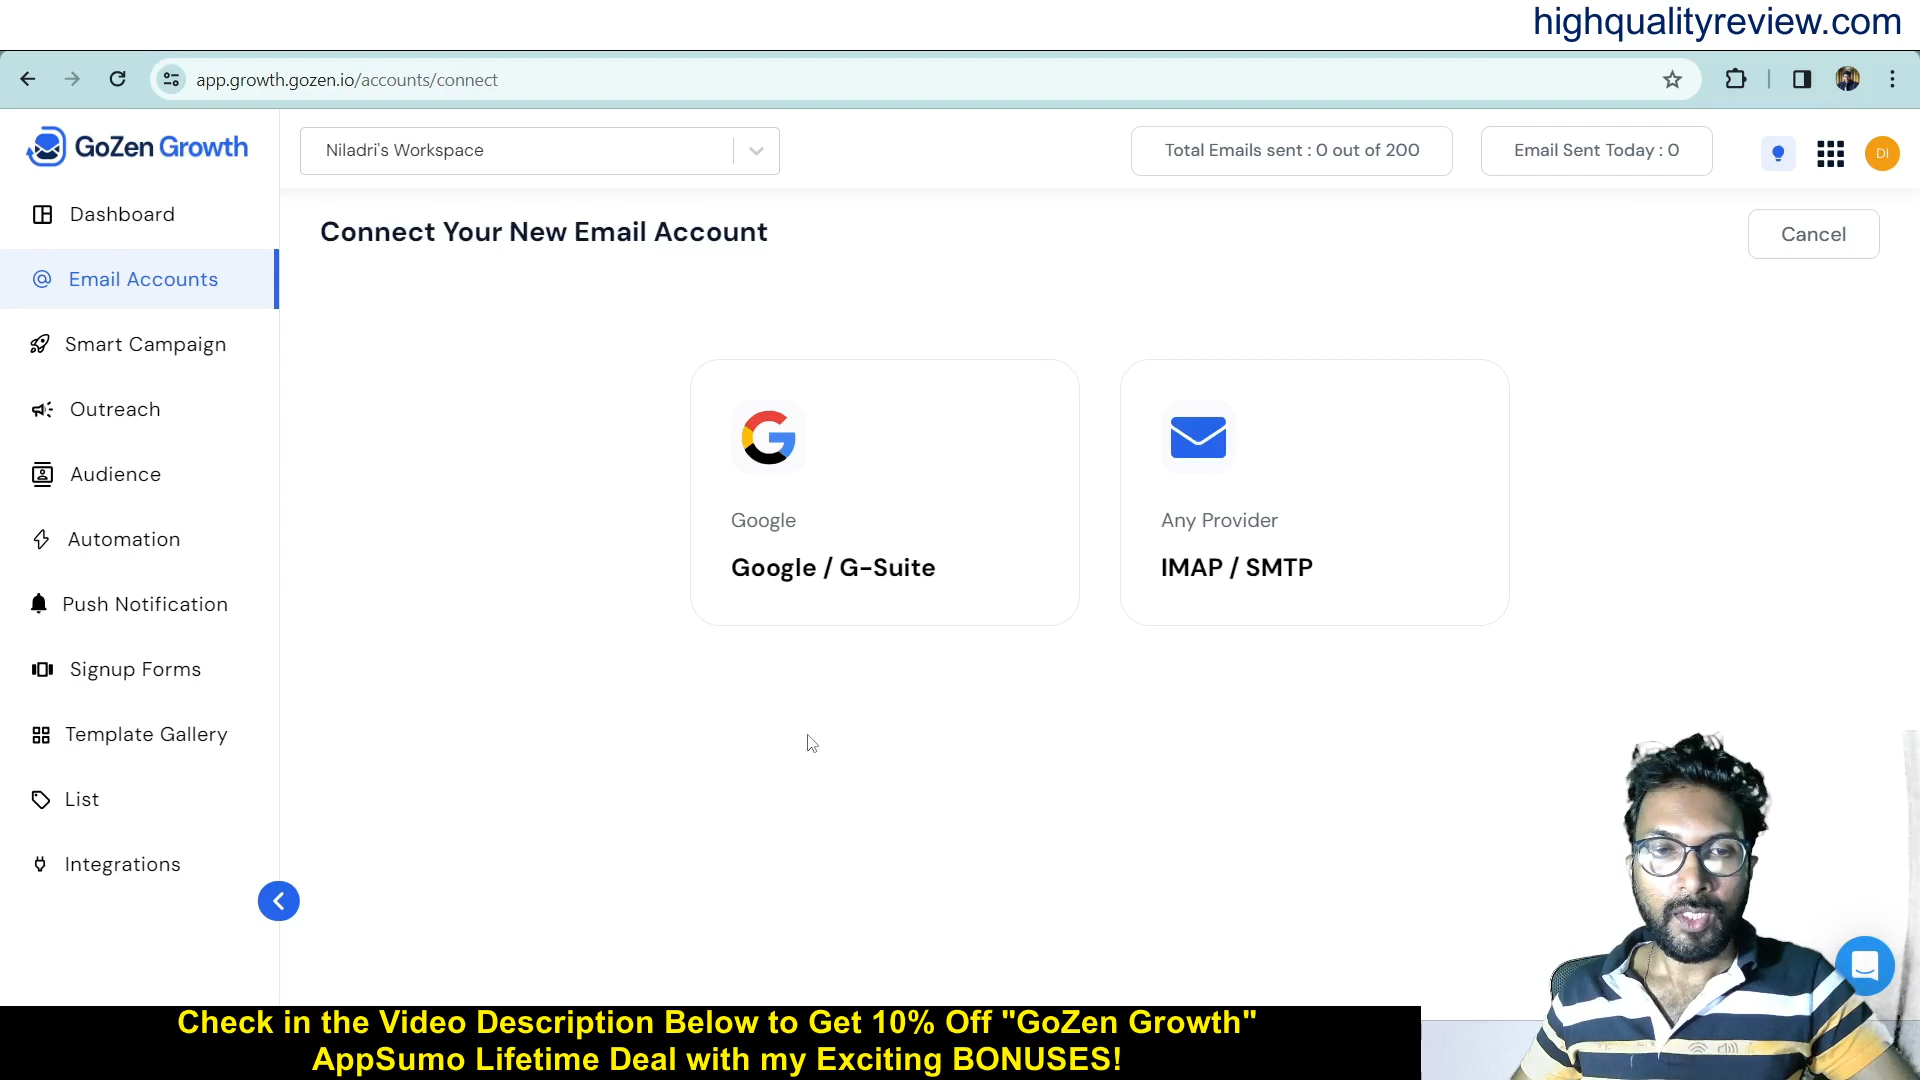 highqualityreview.com
app.growth.gozen.io/accounts/connect
GoZen Growth
Niladri's Workspace
Total Emails sent : 0 out of 200
Email Sent Today : 0
DI
Dashboard
Email Accounts
Smart Campaign
Outreach
Audience
Automation
Push Notification
Signup Forms
Template Gallery
List
Integrations
Connect Your New Email Account
Cancel
Google
Google / G-Suite
Any Provider
IMAP / SMTP
Check in the Video Description Below to Get 10% Off "GoZen Growth"
AppSumo Lifetime Deal with my Exciting BONUSES!